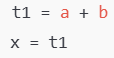 t1 = a + b
x = t1